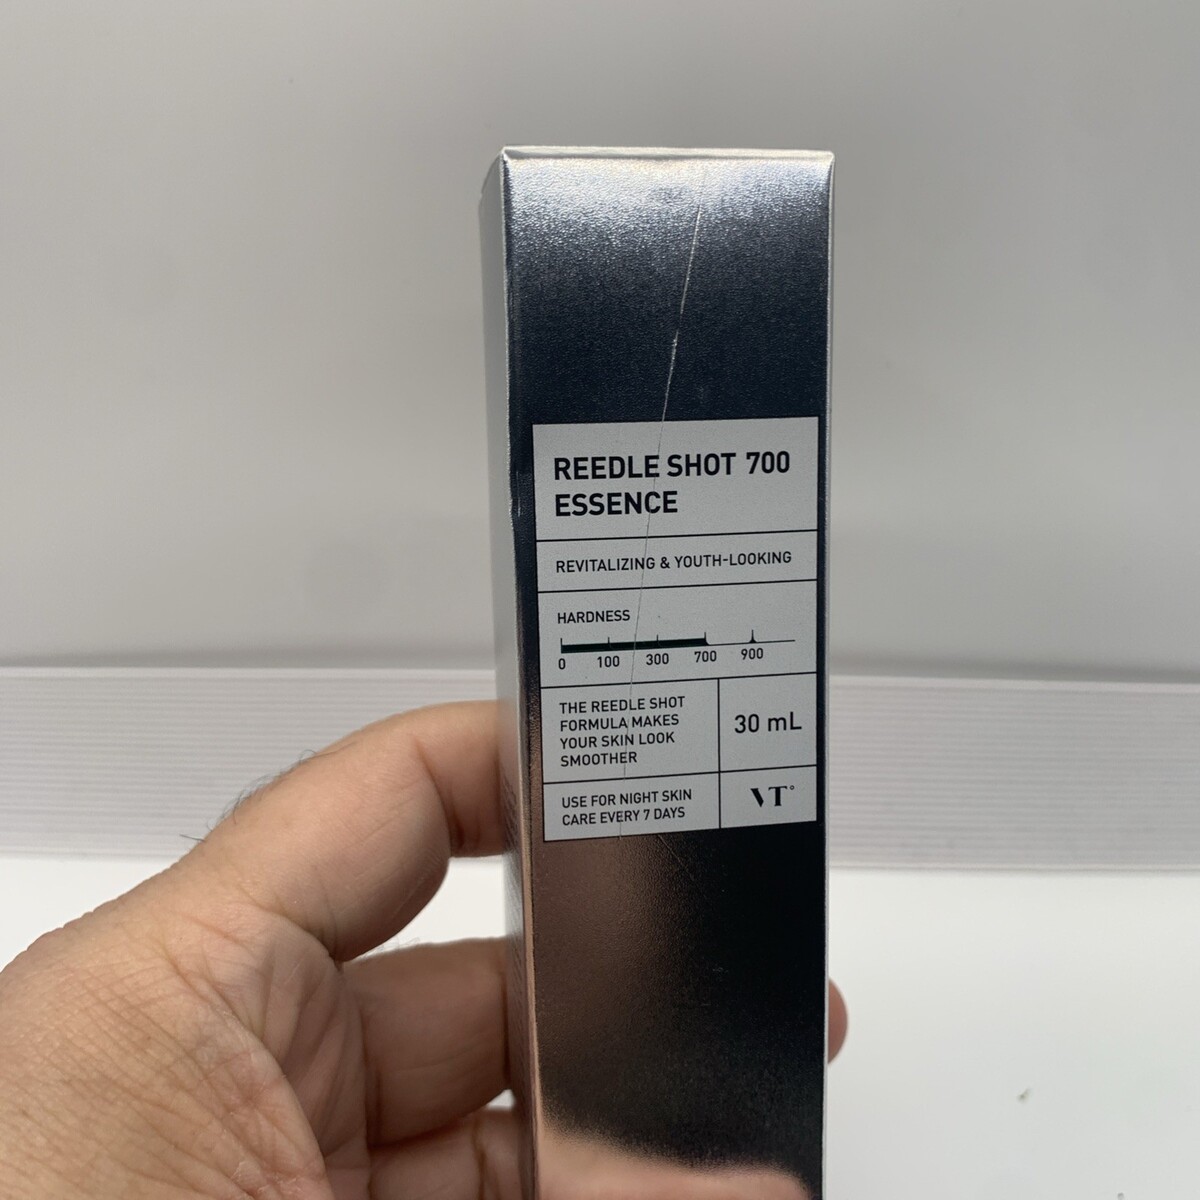 REEDLE SHOT 700
ESSENCE
REVITALIZING & YOUTH-LOOKING
HARDNESS
0 100 300 700 900
THE REEDLE SHOT
FORMULA MAKES
YOUR SKIN LOOK
SMOOTHER
30 mL
USE FOR NIGHT SKIN
CARE EVERY 7 DAYS
VT°